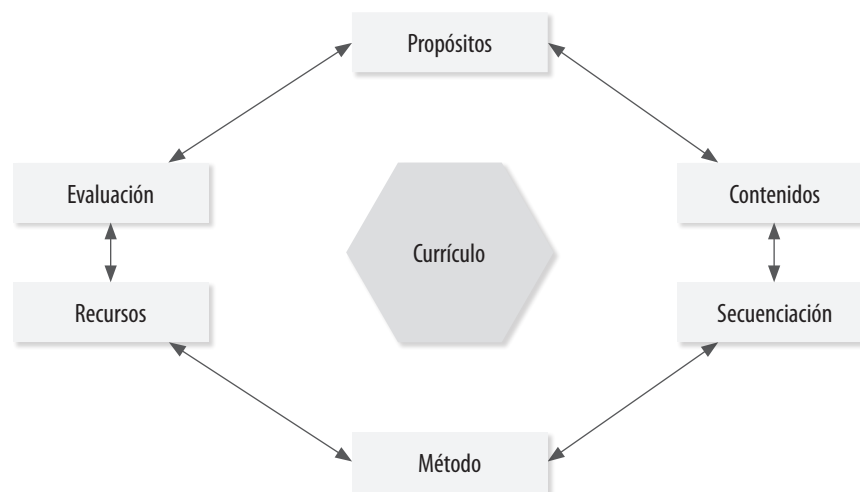 Propósitos
Evaluación
Contenidos
Currículo
Recursos
Secuenciación
Método